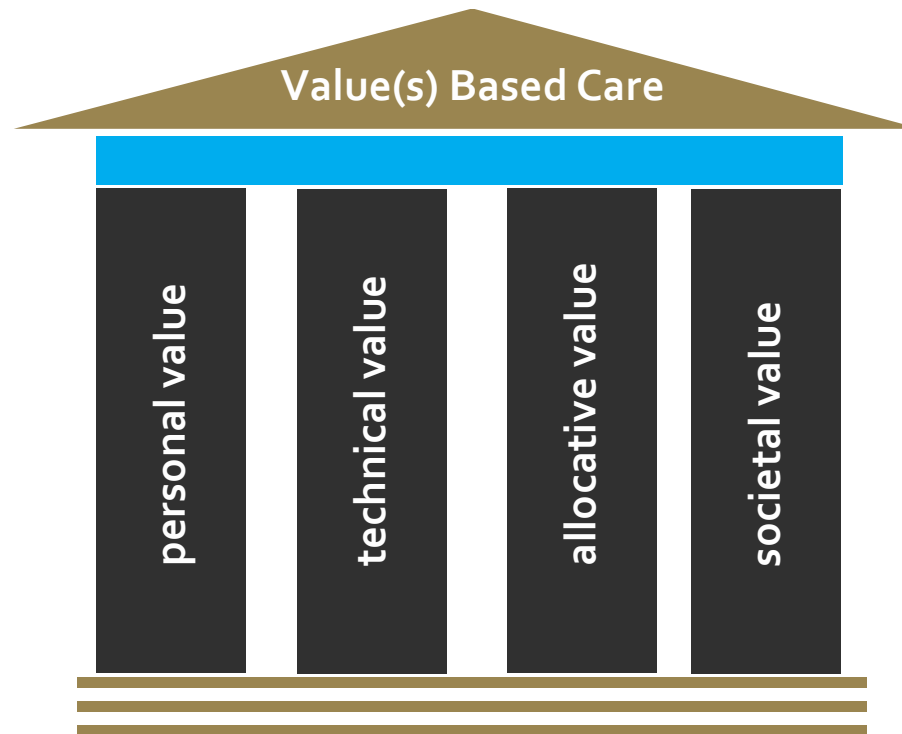 Value(s) Based Care
personal value
technical value
allocative value
societal value